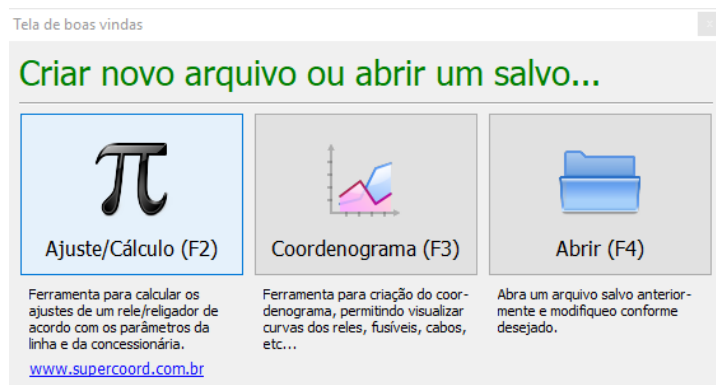 Tela de boas vindas
Criar novo arquivo ou abrir um salvo...
Ajuste/Cálculo (F2)
Coordenograma (F3)
Abrir (F4)
Ferramenta para calcular os
ajustes de um rele/religador de
acordo com os parâmetros da
linha e da concessionária.
www.supercoord.com.br
Ferramenta para criação do coor-
denograma, permitindo visualizar
curvas dos reles, fusíveis, cabos,
etc...
Abra um arquivo salvo anterior-
mente e modifiqueo conforme
desejado.